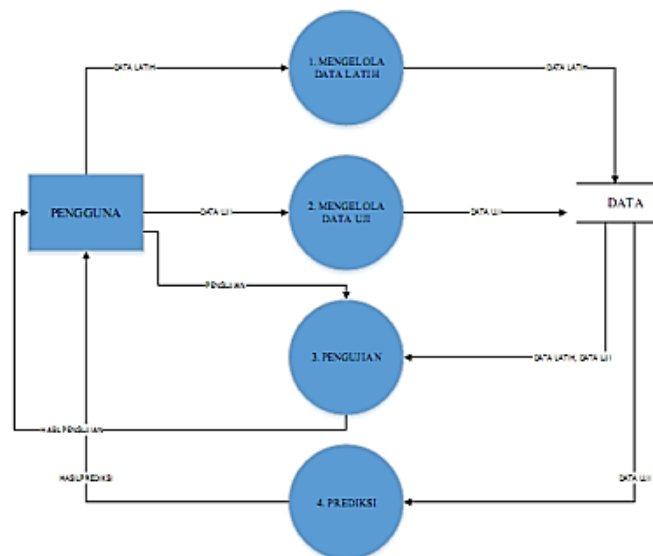 DATA LATIH
1. MENGELOLA
DATA LATIH
DATA LATIH
PENGGUNA
DATA UJI
2. MENGELOLA
DATA UJI
DATA UJI
DATA
PENGUJIAN
3. PENGUJIAN
DATA LATIH, DATA UJI
HASIL PENGUJIAN
HASIL PREDIKSI
4. PREDIKSI
DATA UJI